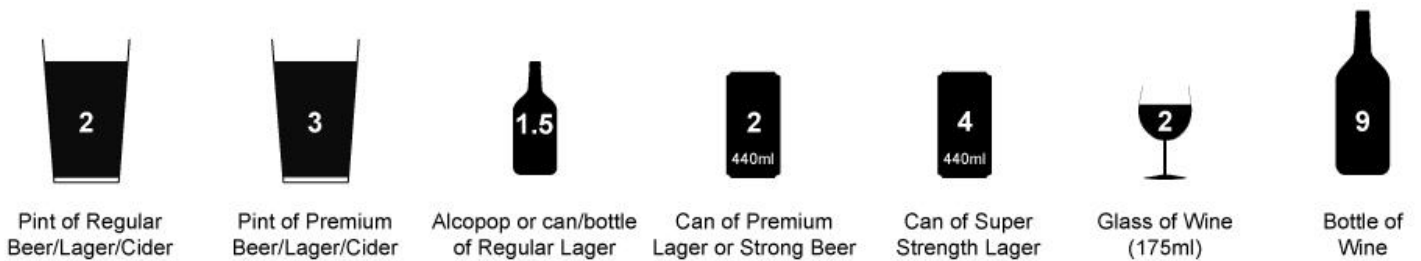 2
3
1.5
2
440ml
4
440ml
2
9
Pint of Regular
Beer/Lager/Cider
Pint of Premium
Beer/Lager/Cider
Alcopop or can/bottle
of Regular Lager
Can of Premium
Lager or Strong Beer
Can of Super
Strength Lager
Glass of Wine
(175ml)
Bottle of
Wine